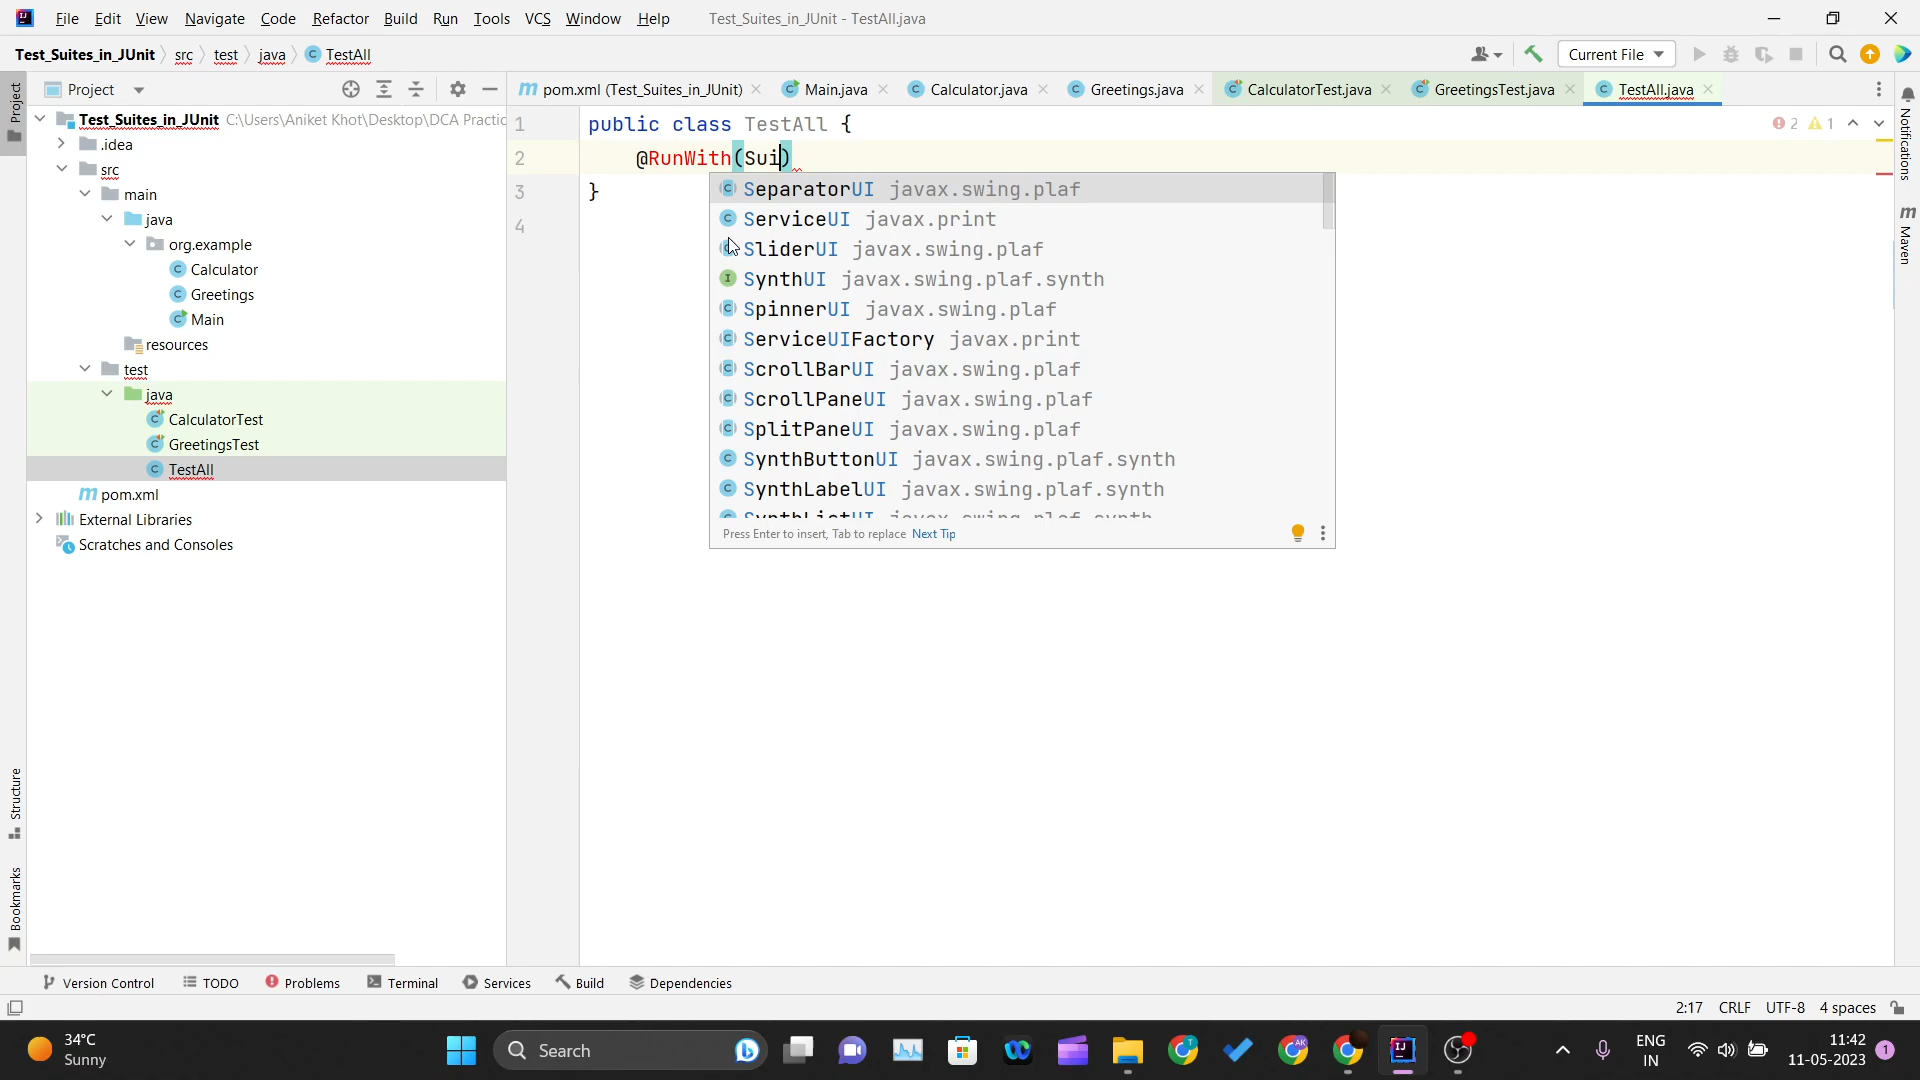 File Edit View Navigate Code Refactor Build Run Tools VCS Window Help Test_Suites_in_JUnit - TestAll.java
Test_Suites_in_JUnit src test java TestAll Current File
Project pom.xml (Test_Suites_in_JUnit) Main.java Calculator.java Greetings.java CalculatorTest.java GreetingsTest.java TestAll.java
Project
Notifications
Maven
Structure
Bookmarks
Test_Suites_in_JUnit C:\Users\Aniket Khot\Desktop\DCA Practic
.idea
src
main
java
org.example
Calculator
Greetings
Main
resources
test
java
CalculatorTest
GreetingsTest
TestAll
pom.xml
External Libraries
Scratches and Consoles
1 public class TestAll { 2 1
2 @RunWith(Sui)
3 }
4
SeparatorUI javax.swing.plaf
ServiceUI javax.print
SliderUI javax.swing.plaf
SynthUI javax.swing.plaf.synth
SpinnerUI javax.swing.plaf
ServiceUIFactory javax.print
ScrollBarUI javax.swing.plaf
ScrollPaneUI javax.swing.plaf
SplitPaneUI javax.swing.plaf
SynthButtonUI javax.swing.plaf.synth
SynthLabelUI javax.swing.plaf.synth
SynthListUI javax.swing.plaf.synth
Press Enter to insert, Tab to replace Next Tip
Version Control TODO Problems Terminal Services Build Dependencies
2:17 CRLF UTF-8 4 spaces
34°C
Sunny
Search
ENG
IN
11:42
11-05-2023
1